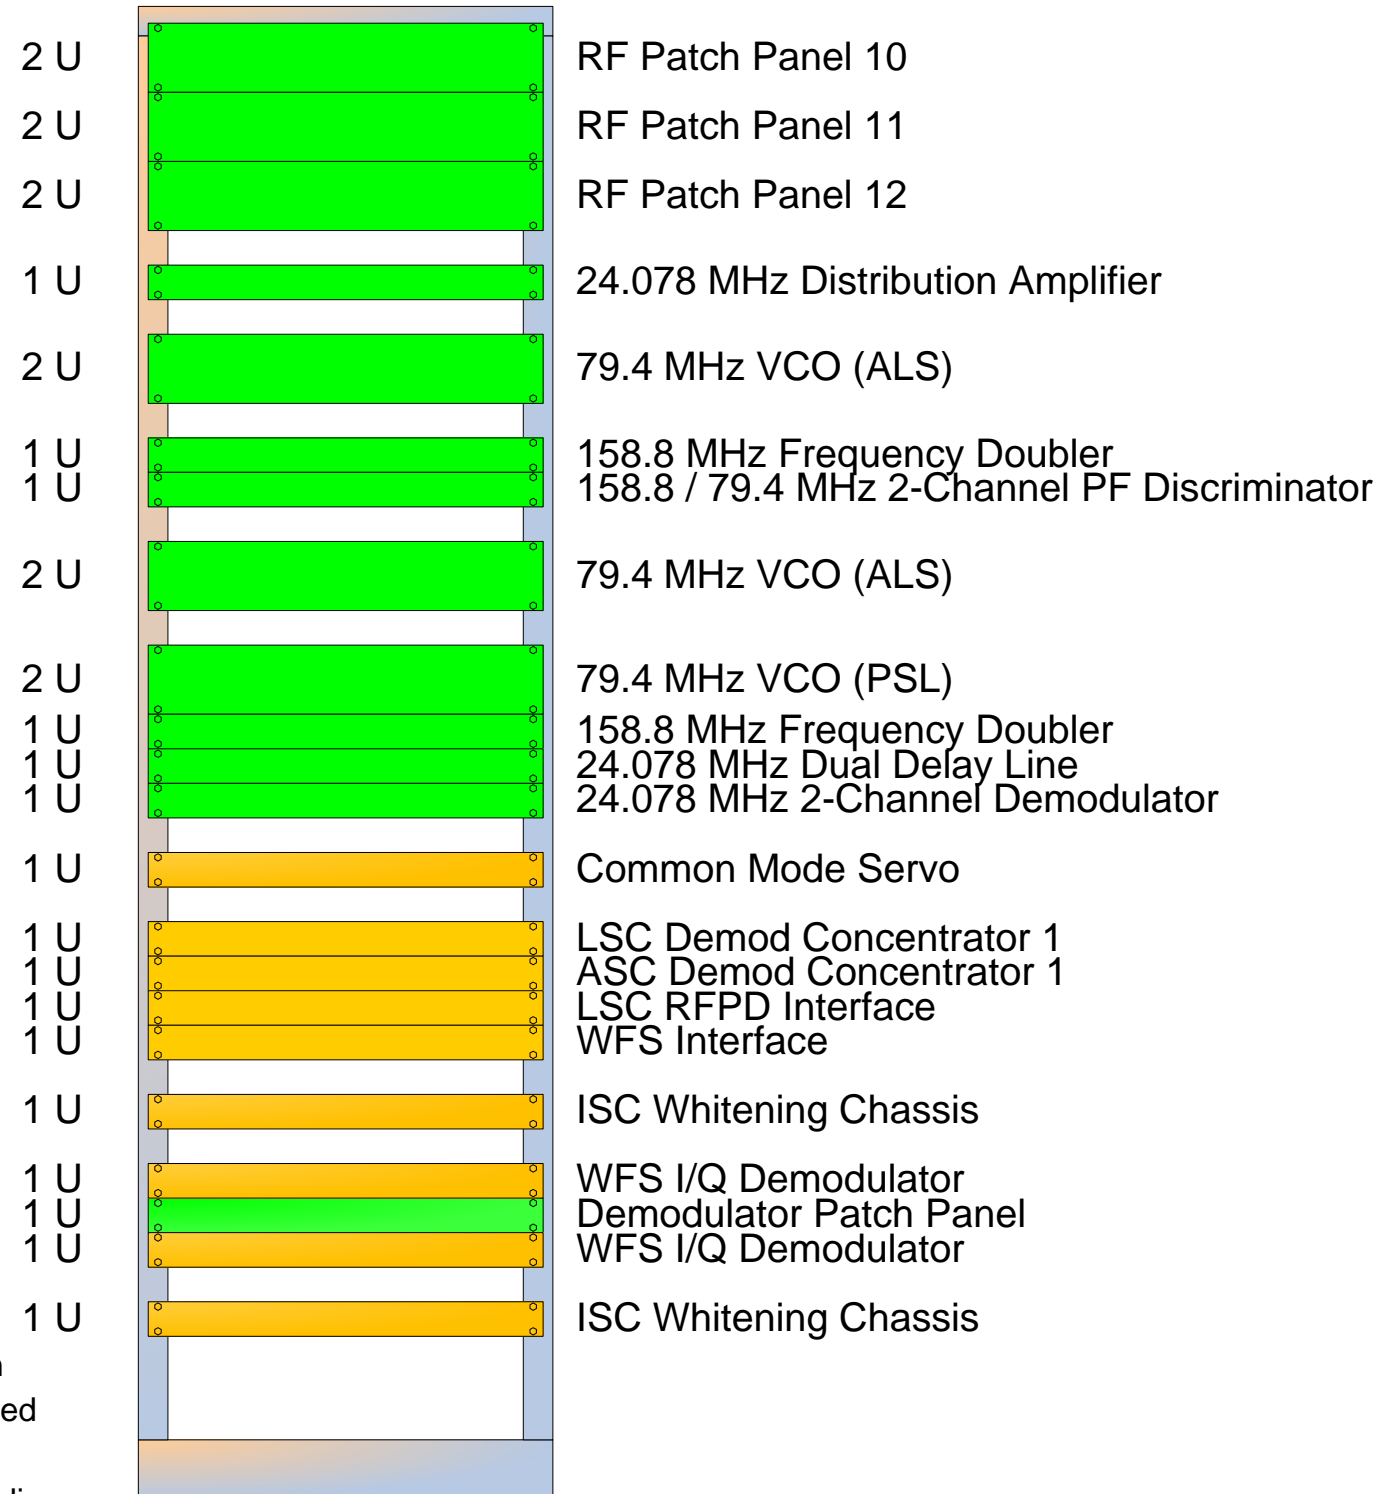 2 U RF Patch Panel 10
2 U RF Patch Panel 11
2 U RF Patch Panel 12
1 U 24.078 MHz Distribution Amplifier
2 U 79.4 MHz VCO (ALS)
1 U 158.8 MHz Frequency Doubler
1 U 158.8 / 79.4 MHz 2-Channel PF Discriminator
2 U 79.4 MHz VCO (ALS)
2 U 79.4 MHz VCO (PSL)
1 U 158.8 MHz Frequency Doubler
1 U 24.078 MHz Dual Delay Line
1 U 24.078 MHz 2-Channel Demodulator
1 U Common Mode Servo
1 U LSC Demod Concentrator 1
1 U ASC Demod Concentrator 1
1 U LSC RFPD Interface
1 U WFS Interface
1 U ISC Whitening Chassis
1 U WFS I/Q Demodulator
1 U Demodulator Patch Panel
1 U WFS I/Q Demodulator
1 U ISC Whitening Chassis
ed